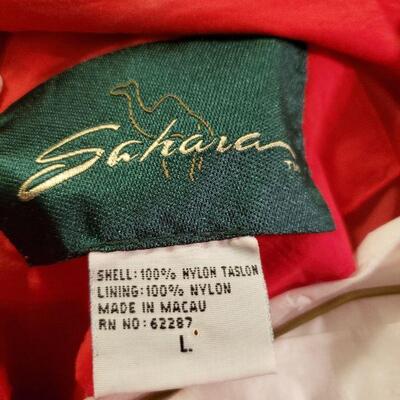 Sahara TM
SHELL: 100% NYLON TASLON
LINING: 100% NYLON
MADE IN MACAU
RN NO: 62287
L.